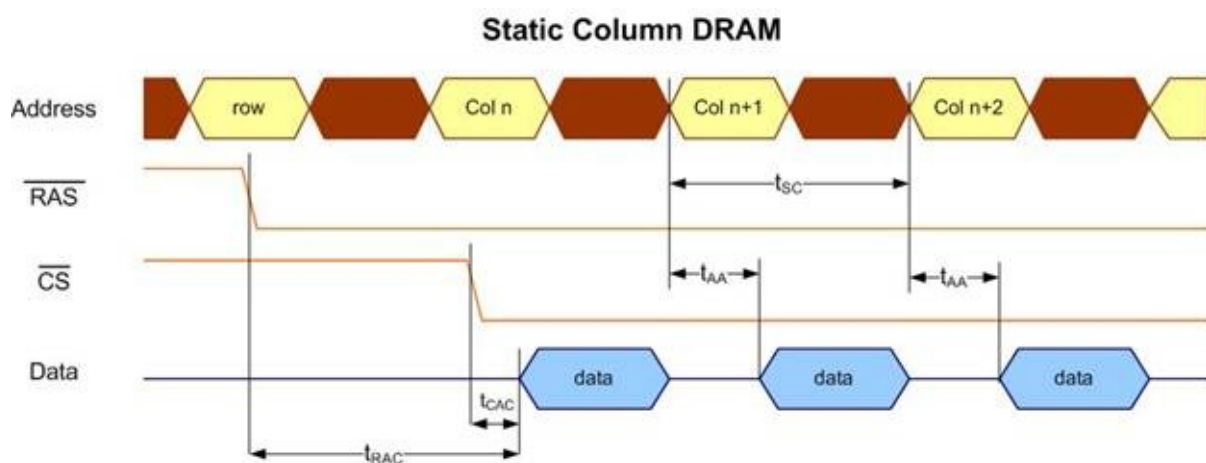 Static Column DRAM
Address
row
Col n
Col n+1
Col n+2
RAS
tSC
CS
tAA
tAA
Data
data
data
data
tCAC
tRAC